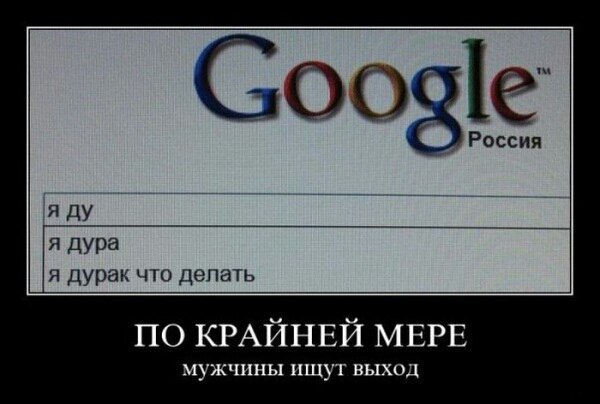 Google™
Россия
я ду
я дура
я дурак что делать
ПО КРАЙНЕЙ МЕРЕ
мужчины ищут выход